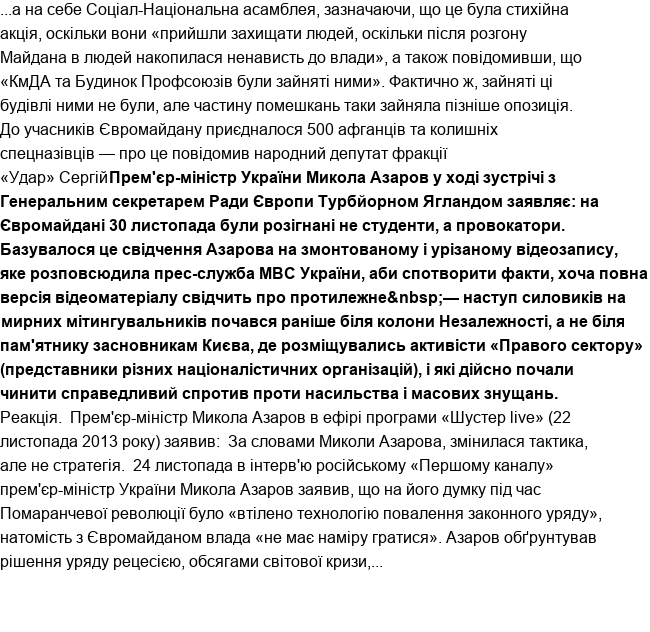 ...а на себе Соціал-Національна асамблея, зазначаючи, що це була стихійна
акція, оскільки вони «прийшли захищати людей, оскільки після розгону
Майдана в людей накопилася ненависть до влади», а також повідомивши, що
«КмДА та Будинок Профсоюзів були зайняті ними». Фактично ж, зайняті ці
будівлі ними не були, але частину помешкань таки зайняла пізніше опозиція.
До учасників Євромайдану приєдналося 500 афганців та колишніх
спецназівців — про це повідомив народний депутат фракції
«Удар» СергійПрем'єр-міністр України Микола Азаров у ході зустрічі з
Генеральним секретарем Ради Європи Турбйорном Ягландом заявляє: на
Євромайдані 30 листопада були розігнані не студенти, а провокатори.
Базувалося це свідчення Азарова на змонтованому і урізаному відеозапису,
яке розповсюдила прес-служба МВС України, аби спотворити факти, хоча повна
версія відеоматеріалу свідчить про протилежне&nbsp;— наступ силовиків на
мирних мітингувальників почався раніше біля колони Незалежності, а не біля
пам'ятнику засновникам Києва, де розміщувались активісти «Правого сектору»
(представники різних націоналістичних організацій), і які дійсно почали
чинити справедливий спротив проти насильства і масових знущань.
Реакція.  Прем'єр-міністр Микола Азаров в ефірі програми «Шустер live» (22
листопада 2013 року) заявив:  За словами Миколи Азарова, змінилася тактика,
але не стратегія.  24 листопада в інтерв'ю російському «Першому каналу»
прем'єр-міністр України Микола Азаров заявив, що на його думку під час
Помаранчевої революції було «втілено технологію повалення законного уряду»,
натомість з Євромайданом влада «не має наміру гратися». Азаров обґрунтував
рішення уряду рецесією, обсягами світової кризи,...